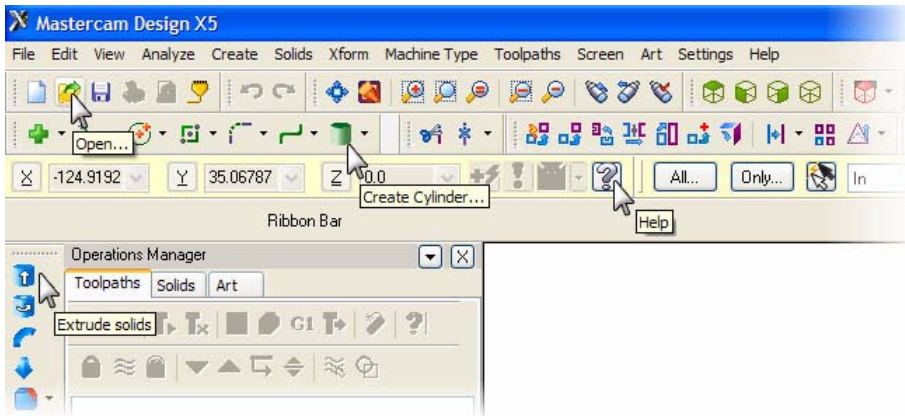 Mastercam Design X5
File Edit View Analyze Create Solids Xform Machine Type Toolpaths Screen Art Settings Help
Open...
X -124.9192 Y 35.06787 Z 0.0 All... Only... In
Create Cylinder...
Ribbon Bar Help
Operations Manager
Toolpaths Solids Art
Extrude solids G1